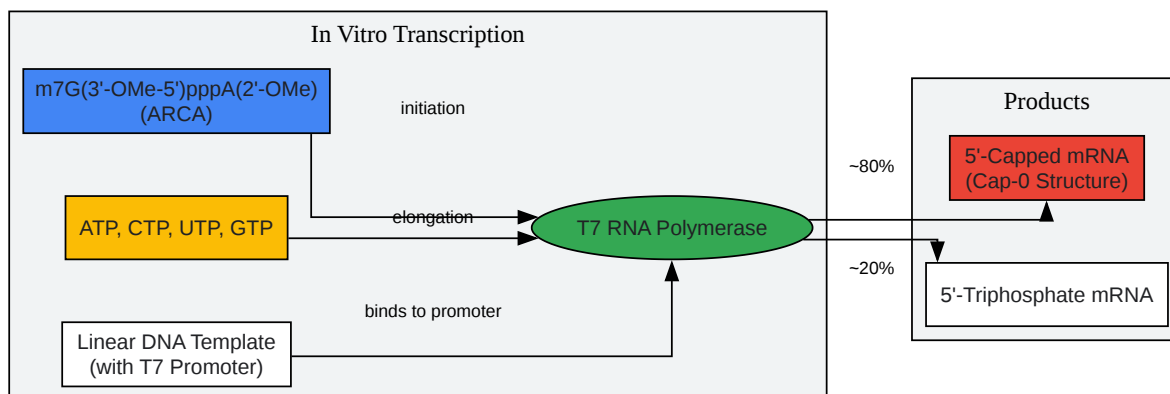 In Vitro Transcription
m7G(3'-OMe-5')pppA(2'-OMe)
(ARCA)
initiation
ATP, CTP, UTP, GTP
elongation
T7 RNA Polymerase
Linear DNA Template
(with T7 Promoter)
binds to promoter
~80%
~20%
Products
5'-Capped mRNA
(Cap-0 Structure)
5'-Triphosphate mRNA